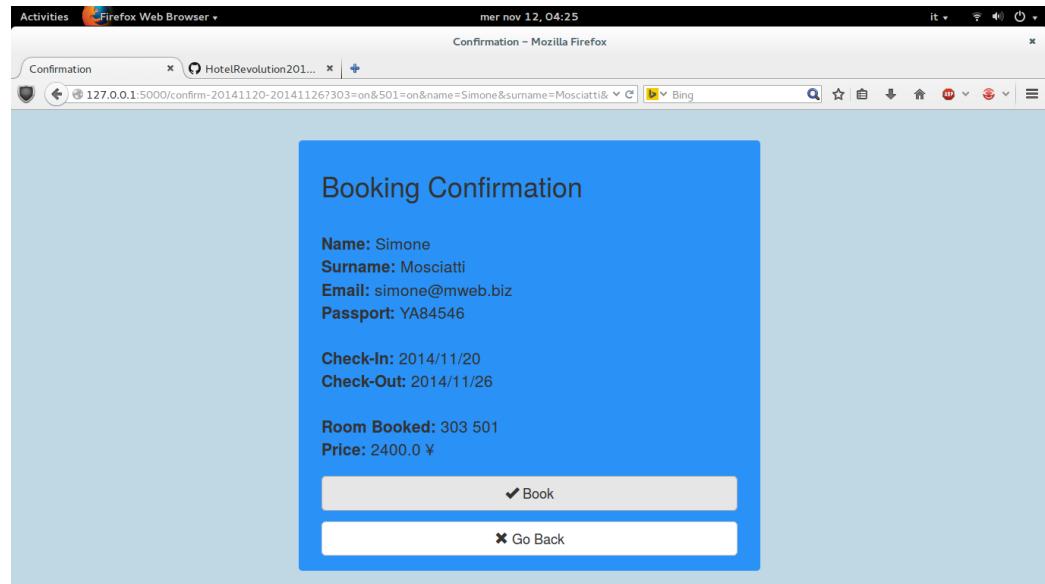 Activities Firefox Web Browser mer nov 12, 04:25 it
Confirmation - Mozilla Firefox
Confirmation HotelRevolution201...
127.0.0.1:5000/confirm-20141120-20141126?303=on&501=on&name=Simone&surname=Mosciatti& Bing
Booking Confirmation
Name: Simone
Surname: Mosciatti
Email: simone@mweb.biz
Passport: YA84546
Check-In: 2014/11/20
Check-Out: 2014/11/26
Room Booked: 303 501
Price: 2400.0 ¥
Book
Go Back